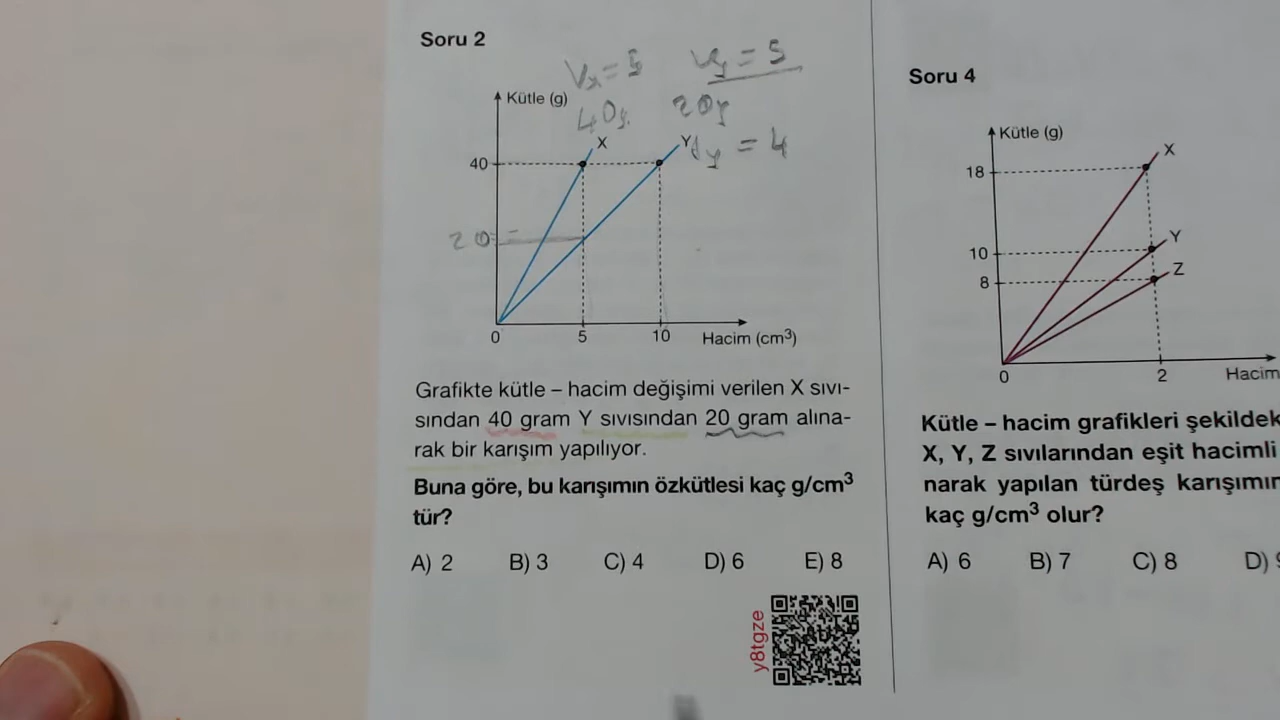 Soru 2
Vx = 5
Vy = 5
40g
20g
dy = 4
Kütle (g)
X
Y
40
20
0
5
10
Hacim (cm³)
Grafikte kütle – hacim değişimi verilen X sıvı-
sından 40 gram Y sıvısından 20 gram alına-
rak bir karışım yapılıyor.
Buna göre, bu karışımın özkütlesi kaç g/cm³
tür?
A) 2 B) 3 C) 4 D) 6 E) 8
y8tgze
Soru 4
Kütle (g)
X
18
Y
10
Z
8
0
2
Hacim
Kütle – hacim grafikleri şekildek
X, Y, Z sıvılarından eşit hacimli
narak yapılan türdeş karışımın
kaç g/cm³ olur?
A) 6 B) 7 C) 8 D)